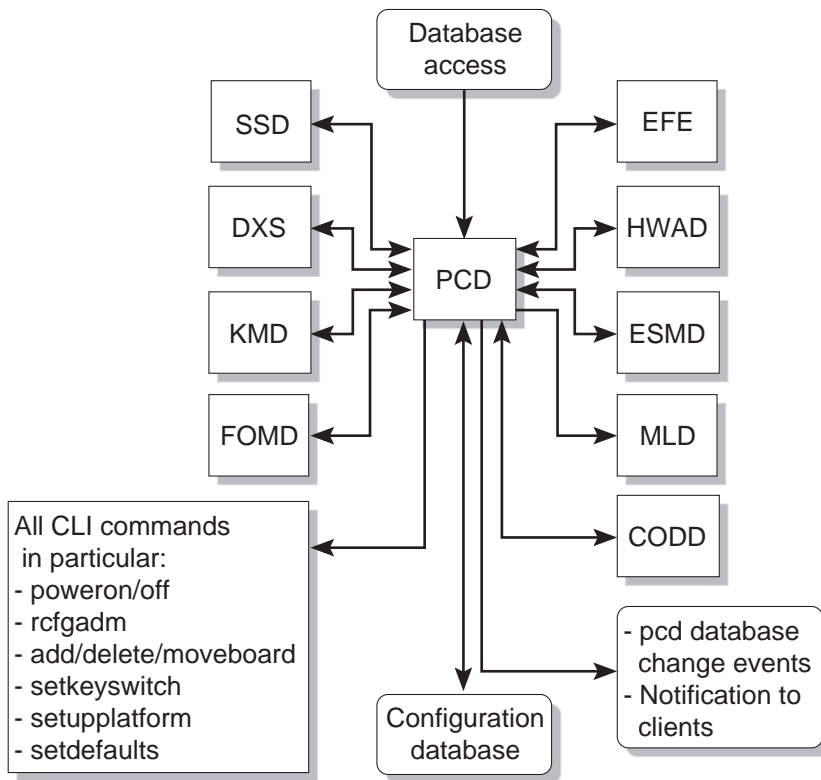 Database
access
SSD
EFE
DXS
HWAD
PCD
KMD
ESMD
FOMD
MLD
All CLI commands
in particular:
- poweron/off
- rcfgadm
- add/delete/moveboard
- setkeyswitch
- setupplatform
- setdefaults
CODD
- pcd database
change events
- Notification to
clients
Configuration
database